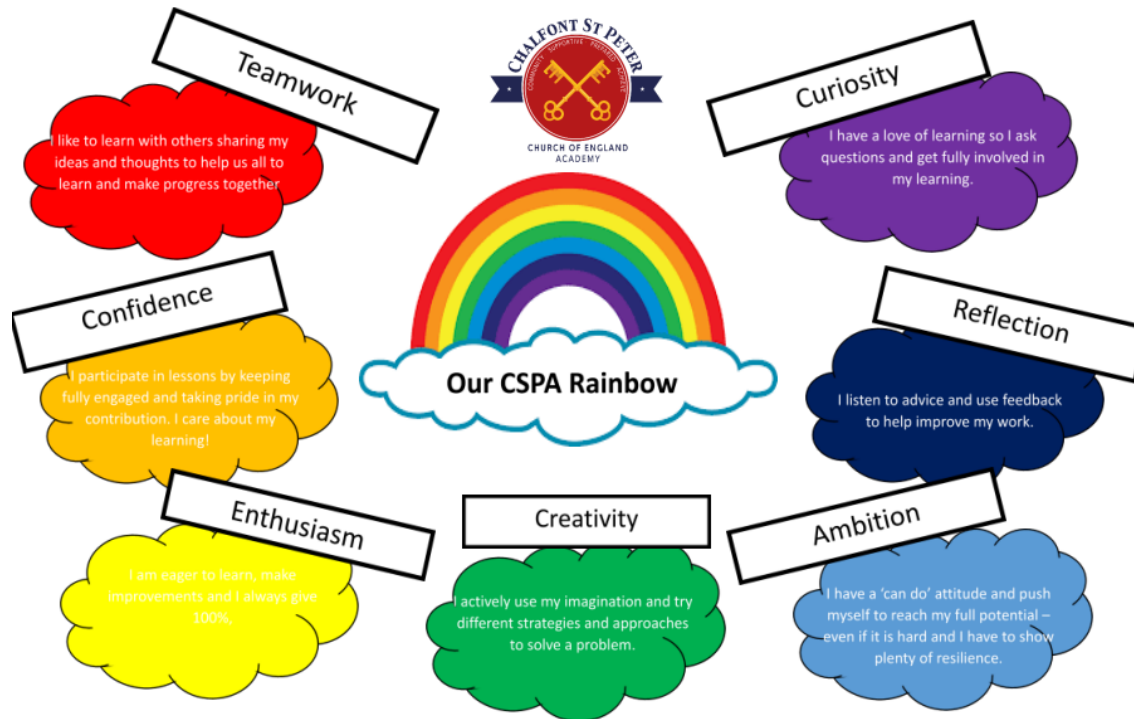 CHALFONT ST PETER
COMMUNITY SUPPORTIVE PREPARED ACHIEVE
CHURCH OF ENGLAND
ACADEMY
Teamwork
I like to learn with others sharing my
ideas and thoughts to help us all to
learn and make progress together
Curiosity
I have a love of learning so I ask
questions and get fully involved in
my learning.
Confidence
I participate in lessons by keeping
fully engaged and taking pride in my
contribution. I care about my
learning!
Our CSPA Rainbow
Reflection
I listen to advice and use feedback
to help improve my work.
Enthusiasm
I am eager to learn, make
improvements and I always give
100%.
Creativity
I actively use my imagination and try
different strategies and approaches
to solve a problem.
Ambition
I have a ‘can do’ attitude and push
myself to reach my full potential –
even if it is hard and I have to show
plenty of resilience.